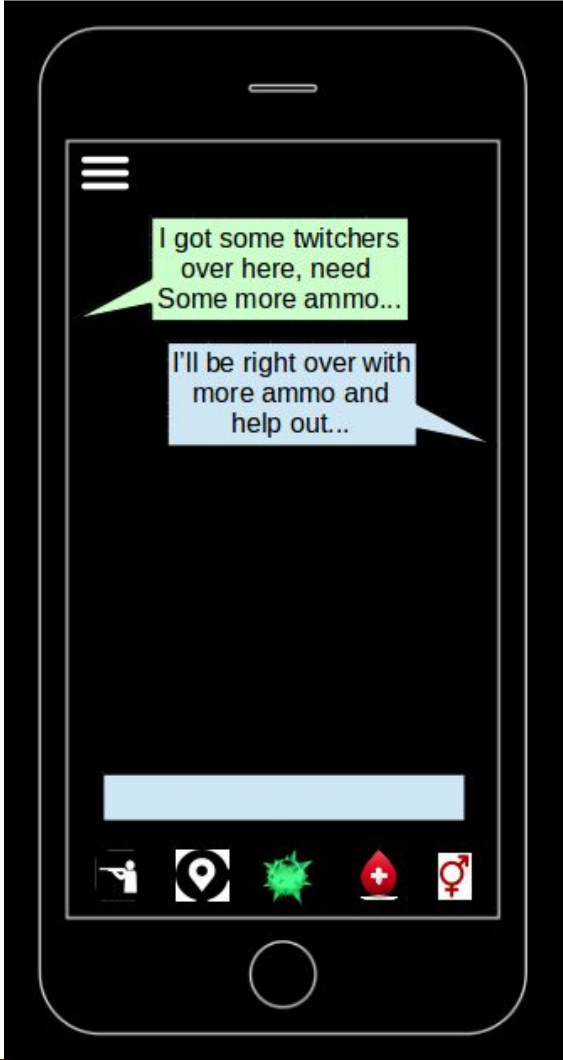 I got some twitchers
over here, need
Some more ammo...
I'll be right over with
more ammo and
help out...